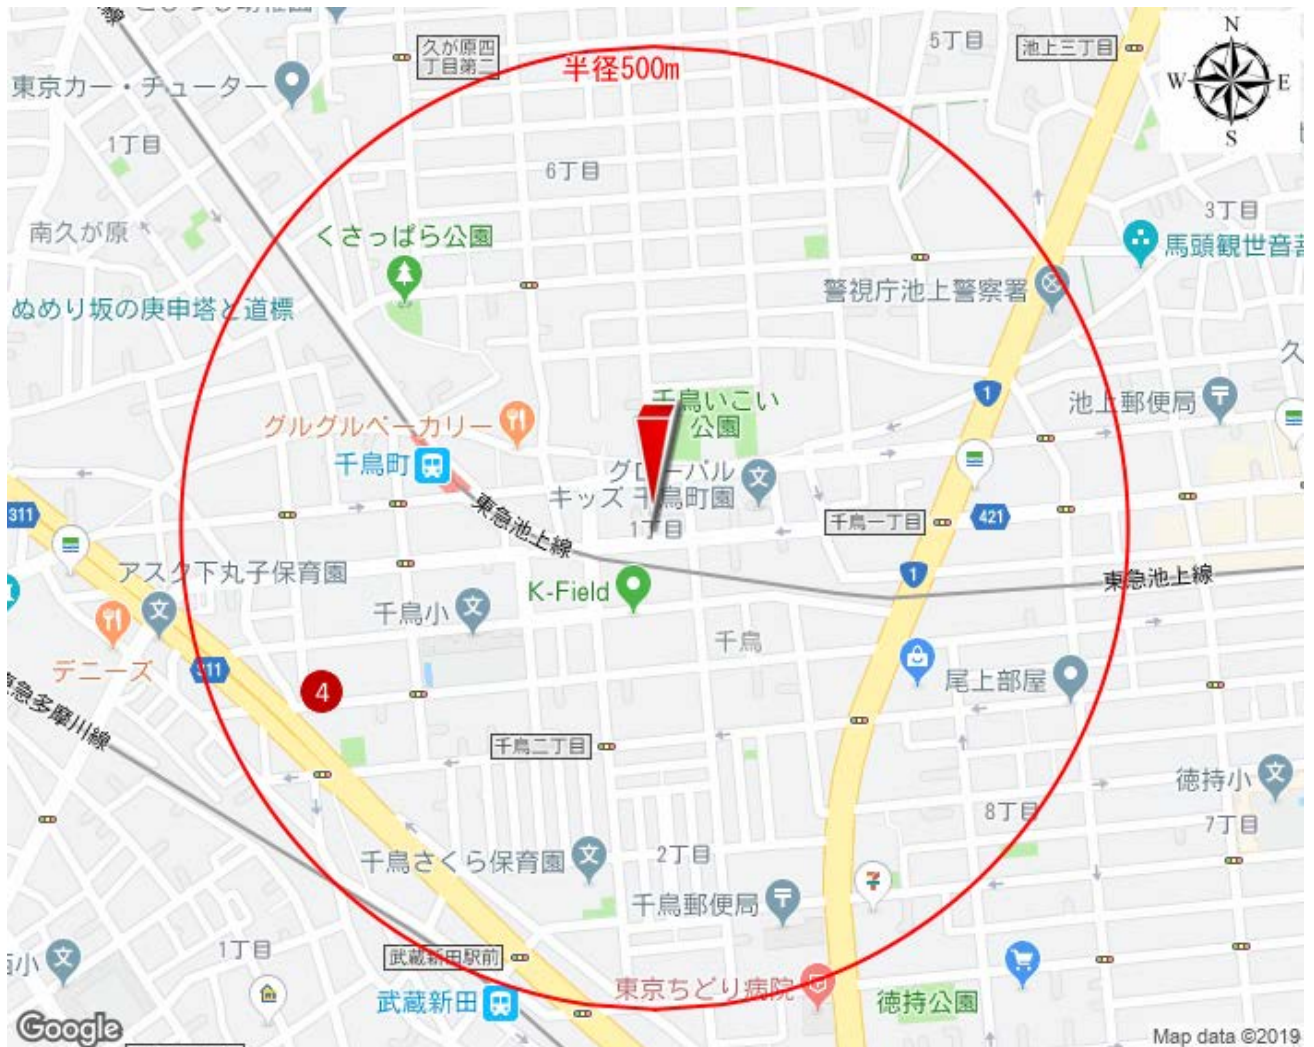 久が原四
丁目第二
半径500m
5丁目
池上三丁目
N
W
E
S
東京カー・チューター
1丁目
6丁目
3丁目
南久が原
くさっぱら公園
馬頭観世音
警視庁池上警察署
ぬめり坂の庚申塔と道標
久
1
千鳥いこい
公園
池上郵便局
グルグルベーカリー
千鳥町
グローバル
キッズ 千鳥町園
311
東急池上線
1丁目
千鳥一丁目
421
アスク下丸子保育園
K-Field
1
東急池上線
千鳥小
千鳥
デニーズ
311
4
尾上部屋
急多摩川線
千鳥二丁目
徳持小
8丁目
7丁目
千鳥さくら保育園
2丁目
7
千鳥郵便局
1丁目
武蔵新田駅前
小
武蔵新田
東京ちどり病院
徳持公園
Google
Map data ©2019